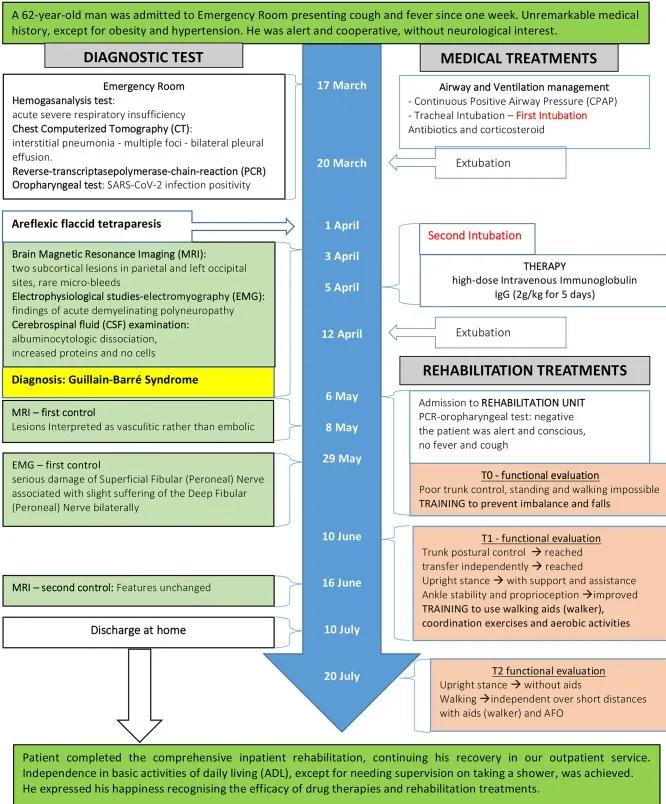 A 62-year-old man was admitted to Emergency Room presenting cough and fever since one week. Unremarkable medical
history, except for obesity and hypertension. He was alert and cooperative, without neurological interest.
DIAGNOSTIC TEST
MEDICAL TREATMENTS
17 March
Emergency Room
Hemogasanalysis test:
acute severe respiratory insufficiency
Chest Computerized Tomography (CT):
interstitial pneumonia - multiple foci - bilateral pleural
effusion.
Reverse-transcriptasepolymerase-chain-reaction (PCR)
Oropharyngeal test: SARS-CoV-2 infection positivity
Airway and Ventilation management
- Continuous Positive Airway Pressure (CPAP)
- Tracheal Intubation – First Intubation
Antibiotics and corticosteroid
20 March
Extubation
Areflexic flaccid tetraparesis
1 April
Second Intubation
3 April
Brain Magnetic Resonance Imaging (MRI):
two subcortical lesions in parietal and left occipital
sites, rare micro-bleeds
Electrophysiological studies-electromyography (EMG):
findings of acute demyelinating polyneuropathy
Cerebrospinal fluid (CSF) examination:
albuminocytologic dissociation,
increased proteins and no cells
5 April
THERAPY
high-dose Intravenous Immunoglobulin
IgG (2g/kg for 5 days)
12 April
Extubation
Diagnosis: Guillain-Barré Syndrome
REHABILITATION TREATMENTS
6 May
Admission to REHABILITATION UNIT
PCR-oropharyngeal test: negative
the patient was alert and conscious,
no fever and cough
MRI – first control
Lesions Interpreted as vasculitic rather than embolic
8 May
29 May
EMG – first control
serious damage of Superficial Fibular (Peroneal) Nerve
associated with slight suffering of the Deep Fibular
(Peroneal) Nerve bilaterally
T0 - functional evaluation
Poor trunk control, standing and walking impossible
TRAINING to prevent imbalance and falls
10 June
T1 - functional evaluation
Trunk postural control → reached
transfer independently → reached
Upright stance → with support and assistance
Ankle stability and proprioception →improved
TRAINING to use walking aids (walker),
coordination exercises and aerobic activities
MRI – second control: Features unchanged
16 June
Discharge at home
10 July
20 July
T2 functional evaluation
Upright stance → without aids
Walking →independent over short distances
with aids (walker) and AFO
Patient completed the comprehensive inpatient rehabilitation, continuing his recovery in our outpatient service.
Independence in basic activities of daily living (ADL), except for needing supervision on taking a shower, was achieved.
He expressed his happiness recognising the efficacy of drug therapies and rehabilitation treatments.